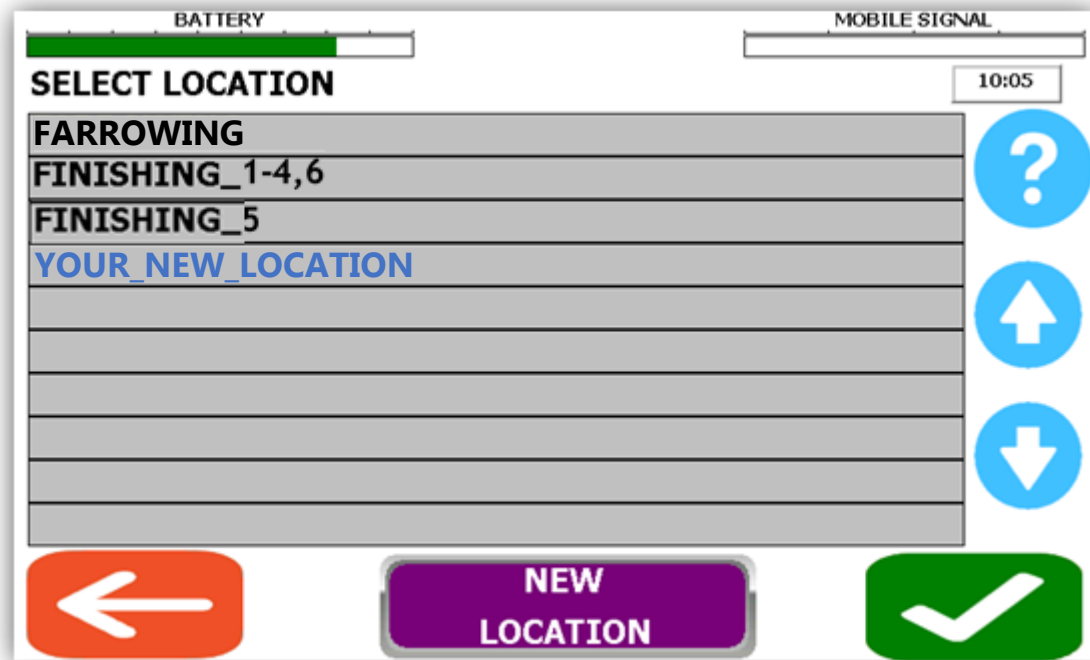 BATTERY
MOBILE SIGNAL
SELECT LOCATION
10:05
FARROWING
FINISHING_1-4,6
FINISHING_5
YOUR_NEW_LOCATION
?
NEW
LOCATION